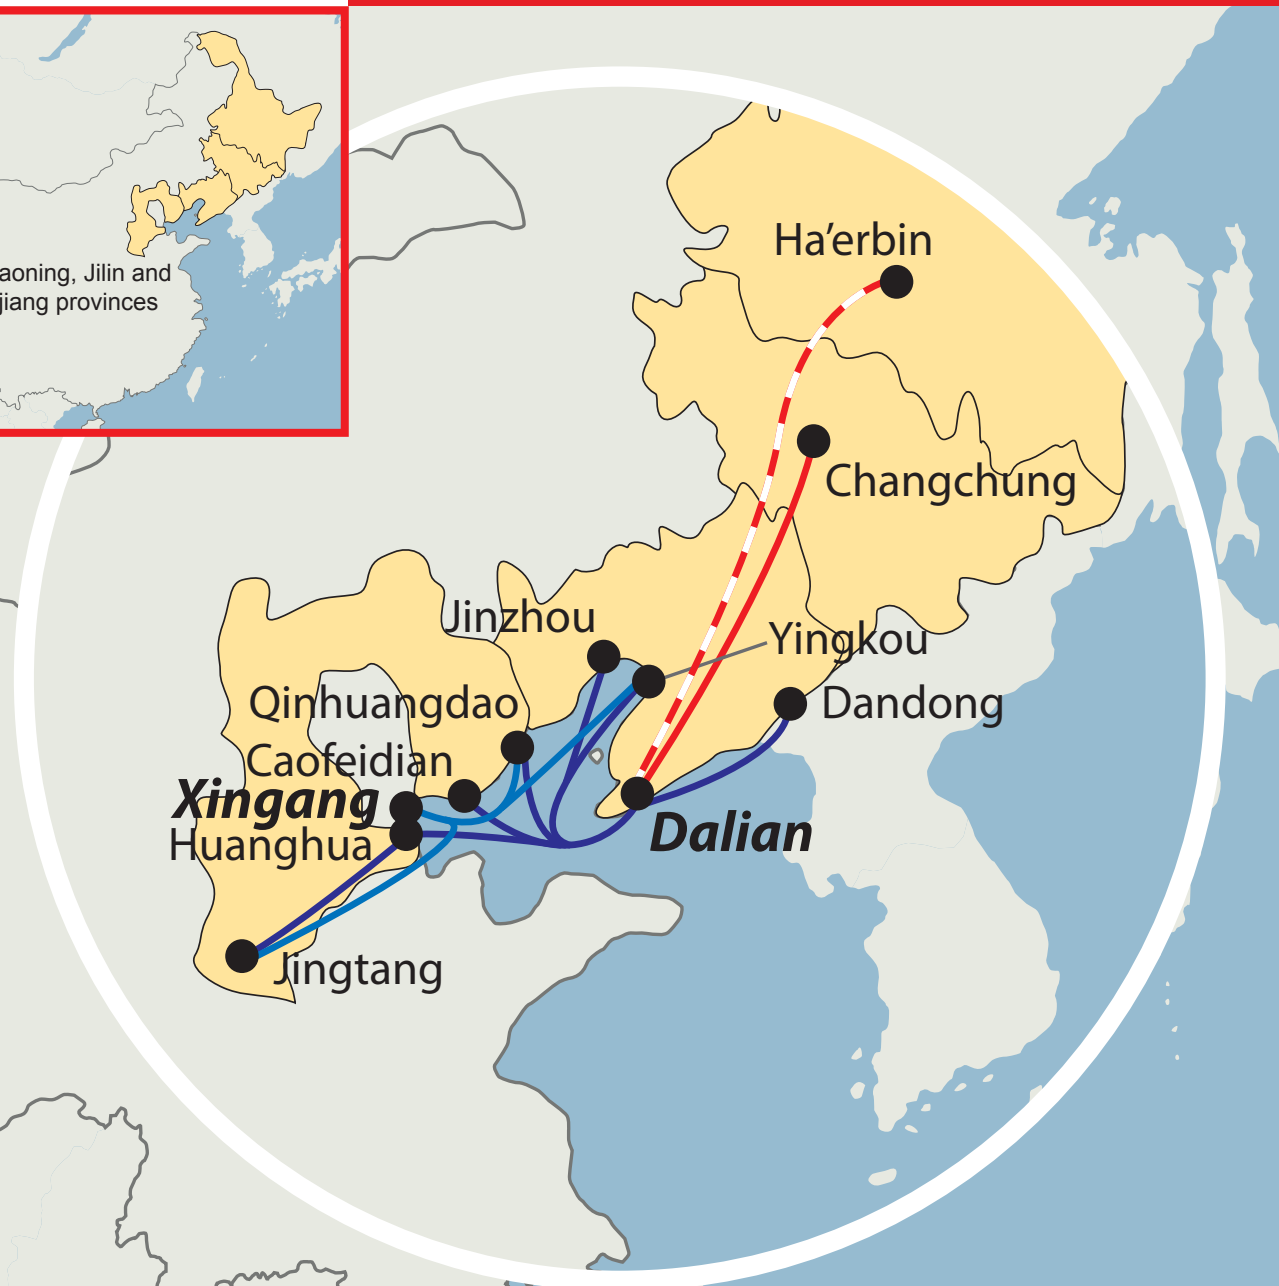 aoning, Jilin and
jiang provinces
Ha’erbin
Changchung
Jinzhou
Yingkou
Qinhuangdao
Dandong
Caofeidian
Xingang
Dalian
Huanghua
Jingtang